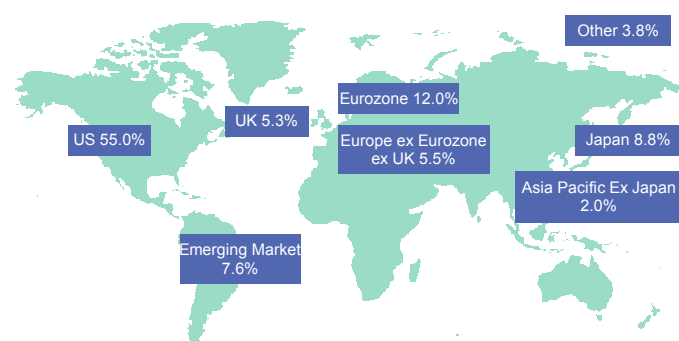 Other 3.8%
Eurozone 12.0%
UK 5.3%
US 55.0%
Europe ex Eurozone
ex UK 5.5%
Japan 8.8%
Asia Pacific Ex Japan
2.0%
Emerging Market
7.6%